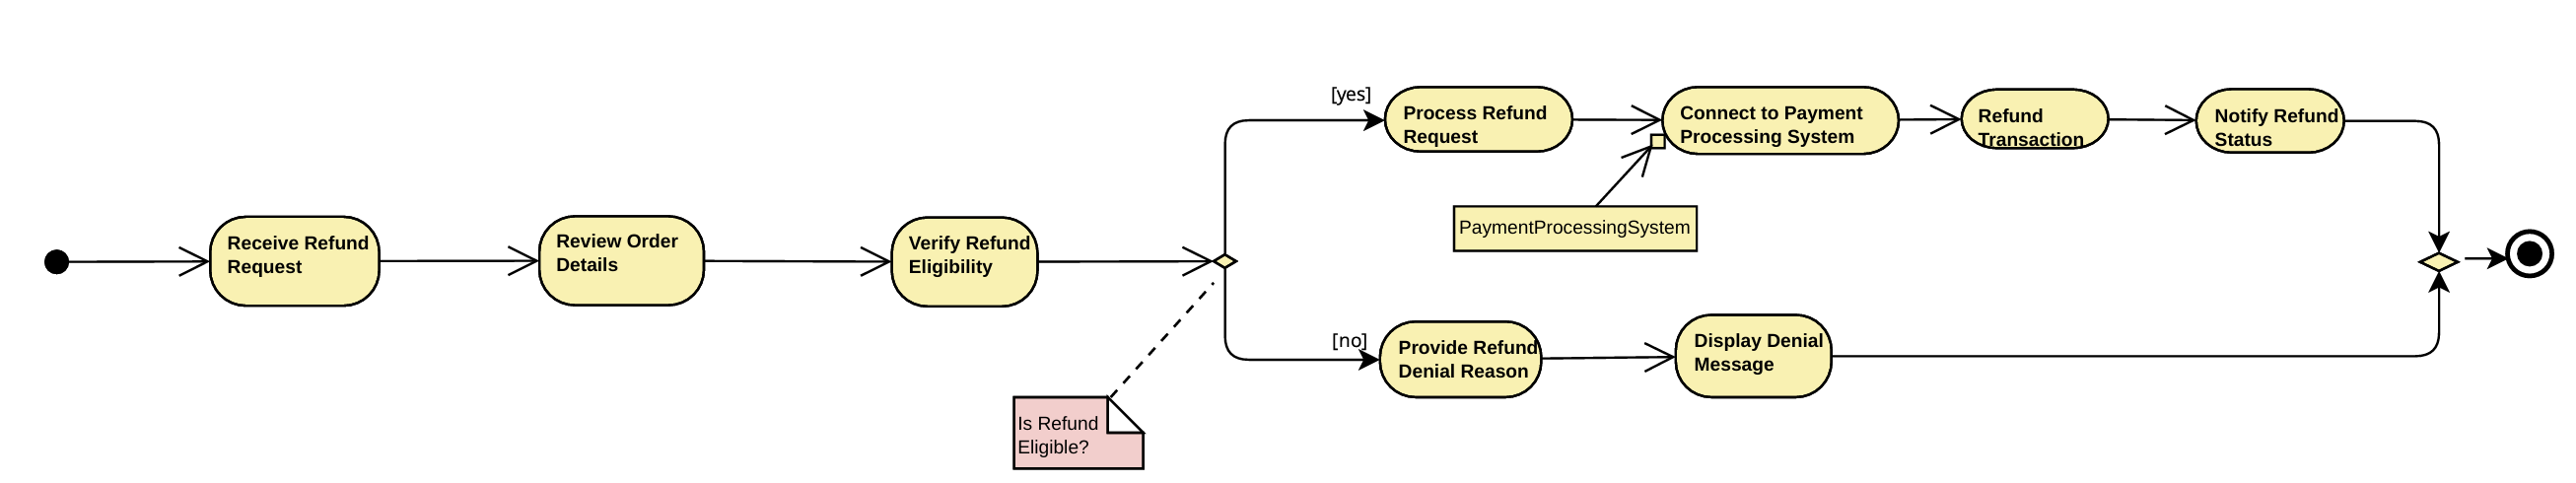 Receive Refund
Request
Review Order
Details
Verify Refund
Eligibility
Is Refund
Eligible?
[yes]
Process Refund
Request
Connect to Payment
Processing System
PaymentProcessingSystem
Refund
Transaction
Notify Refund
Status
[no]
Provide Refund
Denial Reason
Display Denial
Message